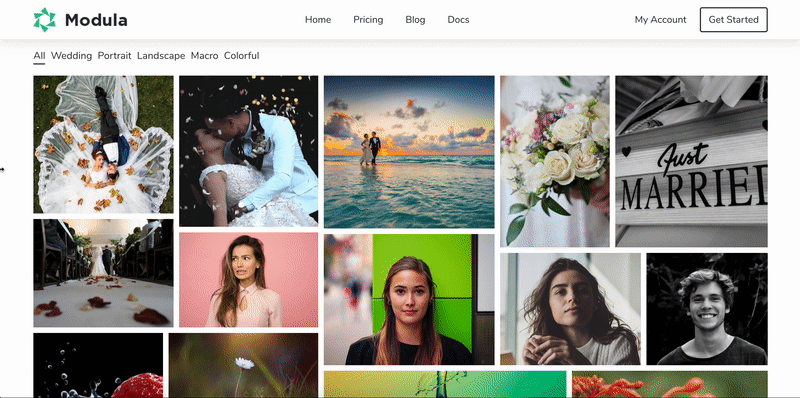 Modula
Home Pricing Blog Docs
My Account Get Started
All Wedding Portrait Landscape Macro Colorful
Just
MARRIED